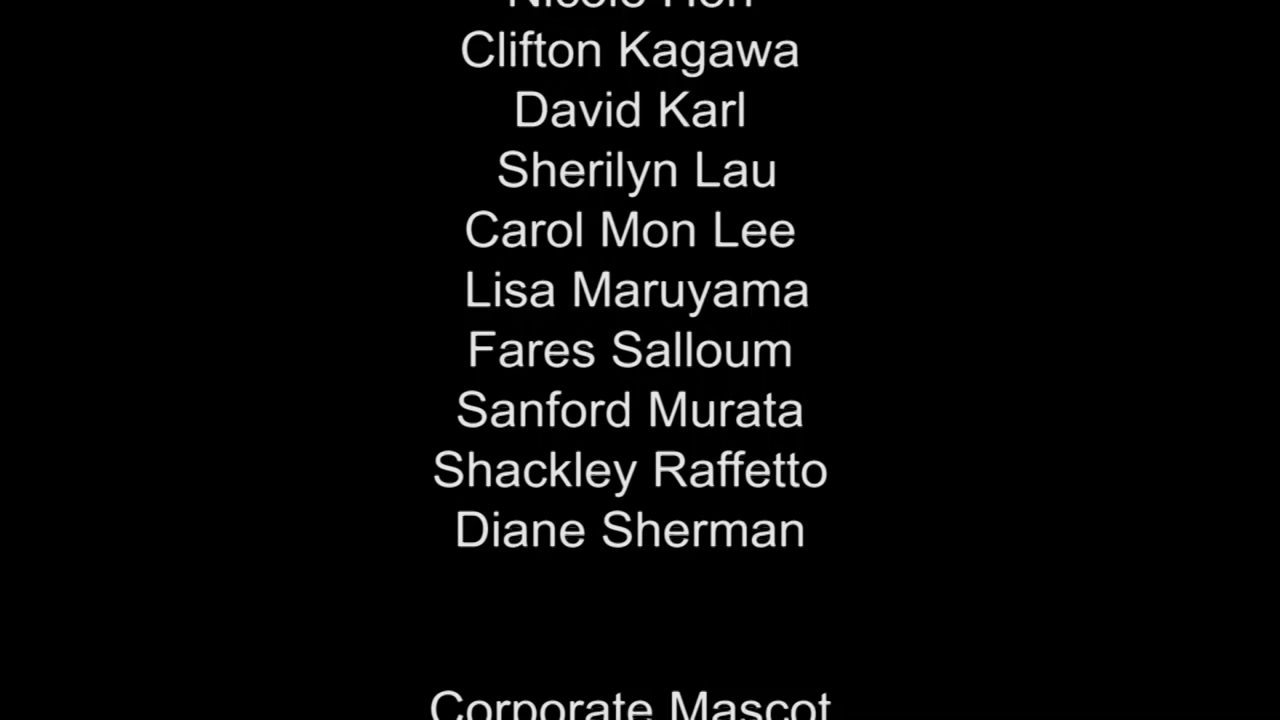 Clifton Kagawa
David Karl
Sherilyn Lau
Carol Mon Lee
Lisa Maruyama
Fares Salloum
Sanford Murata
Shackley Raffetto
Diane Sherman
Corporate Mascot